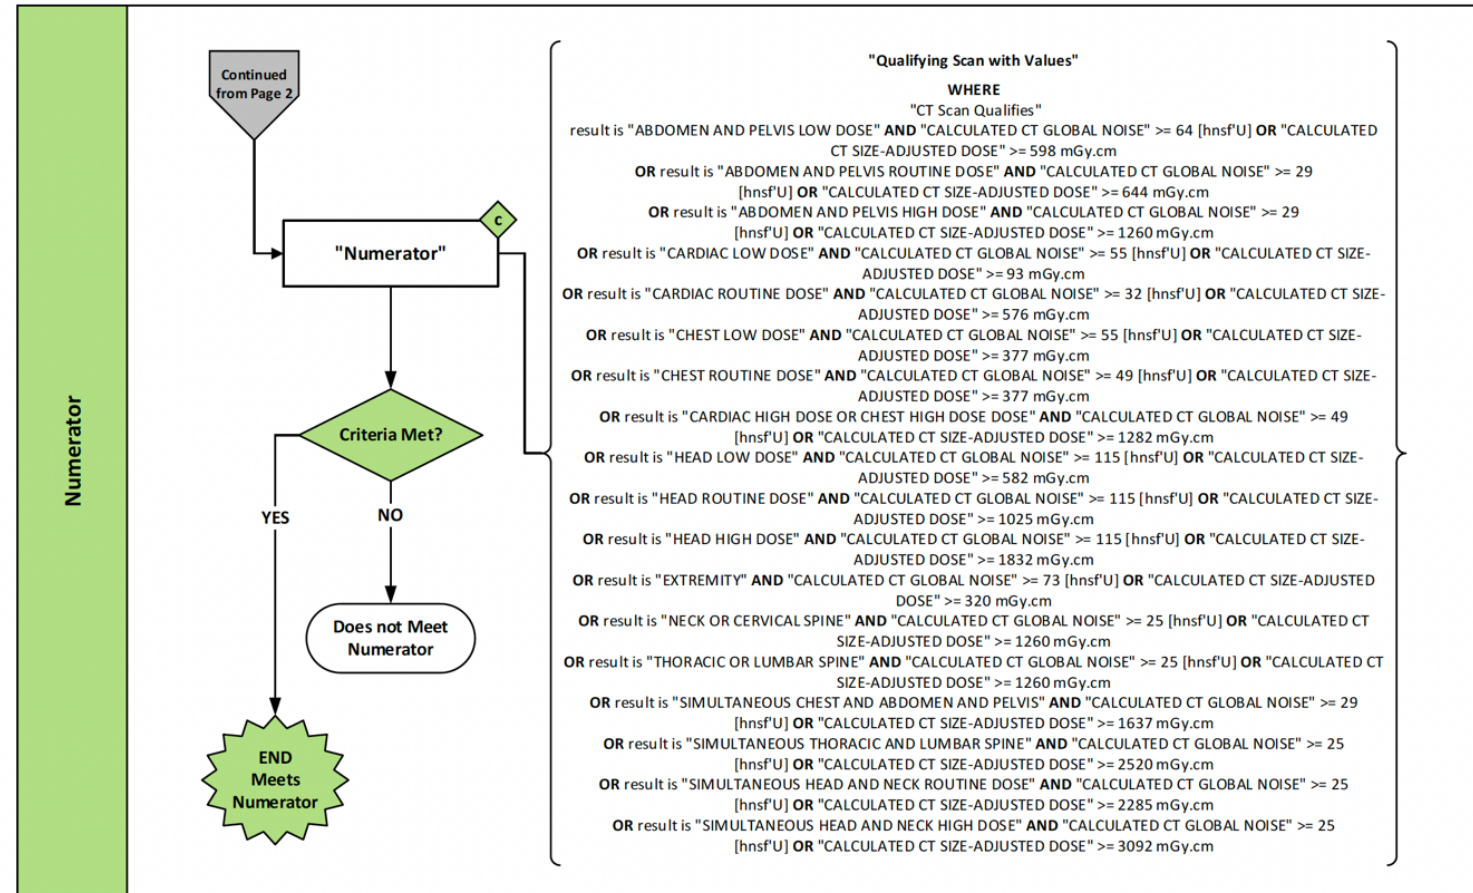 Numerator
Continued
from Page 2
"Numerator"
C
Criteria Met?
YES
NO
Does not Meet
Numerator
END
Meets
Numerator
"Qualifying Scan with Values"
WHERE
"CT Scan Qualifies"
result is "ABDOMEN AND PELVIS LOW DOSE" AND "CALCULATED CT GLOBAL NOISE" >= 64 [hnsf'U] OR "CALCULATED
CT SIZE-ADJUSTED DOSE" >= 598 mGy.cm
OR result is "ABDOMEN AND PELVIS ROUTINE DOSE" AND "CALCULATED CT GLOBAL NOISE" >= 29
[hnsf'U] OR "CALCULATED CT SIZE-ADJUSTED DOSE" >= 644 mGy.cm
OR result is "ABDOMEN AND PELVIS HIGH DOSE" AND "CALCULATED CT GLOBAL NOISE" >= 29
[hnsf'U] OR "CALCULATED CT SIZE-ADJUSTED DOSE" >= 1260 mGy.cm
OR result is "CARDIAC LOW DOSE" AND "CALCULATED CT GLOBAL NOISE" >= 55 [hnsf'U] OR "CALCULATED CT SIZE-
ADJUSTED DOSE" >= 93 mGy.cm
OR result is "CARDIAC ROUTINE DOSE" AND "CALCULATED CT GLOBAL NOISE" >= 32 [hnsf'U] OR "CALCULATED CT SIZE-
ADJUSTED DOSE" >= 576 mGy.cm
OR result is "CHEST LOW DOSE" AND "CALCULATED CT GLOBAL NOISE" >= 55 [hnsf'U] OR "CALCULATED CT SIZE-
ADJUSTED DOSE" >= 377 mGy.cm
OR result is "CHEST ROUTINE DOSE" AND "CALCULATED CT GLOBAL NOISE" >= 49 [hnsf'U] OR "CALCULATED CT SIZE-
ADJUSTED DOSE" >= 377 mGy.cm
OR result is "CARDIAC HIGH DOSE OR CHEST HIGH DOSE DOSE" AND "CALCULATED CT GLOBAL NOISE" >= 49
[hnsf'U] OR "CALCULATED CT SIZE-ADJUSTED DOSE" >= 1282 mGy.cm
OR result is "HEAD LOW DOSE" AND "CALCULATED CT GLOBAL NOISE" >= 115 [hnsf'U] OR "CALCULATED CT SIZE-
ADJUSTED DOSE" >= 582 mGy.cm
OR result is "HEAD ROUTINE DOSE" AND "CALCULATED CT GLOBAL NOISE" >= 115 [hnsf'U] OR "CALCULATED CT SIZE-
ADJUSTED DOSE" >= 1025 mGy.cm
OR result is "HEAD HIGH DOSE" AND "CALCULATED CT GLOBAL NOISE" >= 115 [hnsf'U] OR "CALCULATED CT SIZE-
ADJUSTED DOSE" >= 1832 mGy.cm
OR result is "EXTREMITY" AND "CALCULATED CT GLOBAL NOISE" >= 73 [hnsf'U] OR "CALCULATED CT SIZE-ADJUSTED
DOSE" >= 320 mGy.cm
OR result is "NECK OR CERVICAL SPINE" AND "CALCULATED CT GLOBAL NOISE" >= 25 [hnsf'U] OR "CALCULATED CT
SIZE-ADJUSTED DOSE" >= 1260 mGy.cm
OR result is "THORACIC OR LUMBAR SPINE" AND "CALCULATED CT GLOBAL NOISE" >= 25 [hnsf'U] OR "CALCULATED CT
SIZE-ADJUSTED DOSE" >= 1260 mGy.cm
OR result is "SIMULTANEOUS CHEST AND ABDOMEN AND PELVIS" AND "CALCULATED CT GLOBAL NOISE" >= 29
[hnsf'U] OR "CALCULATED CT SIZE-ADJUSTED DOSE" >= 1637 mGy.cm
OR result is "SIMULTANEOUS THORACIC AND LUMBAR SPINE" AND "CALCULATED CT GLOBAL NOISE" >= 25
[hnsf'U] OR "CALCULATED CT SIZE-ADJUSTED DOSE" >= 2520 mGy.cm
OR result is "SIMULTANEOUS HEAD AND NECK ROUTINE DOSE" AND "CALCULATED CT GLOBAL NOISE" >= 25
[hnsf'U] OR "CALCULATED CT SIZE-ADJUSTED DOSE" >= 2285 mGy.cm
OR result is "SIMULTANEOUS HEAD AND NECK HIGH DOSE" AND "CALCULATED CT GLOBAL NOISE" >= 25
[hnsf'U] OR "CALCULATED CT SIZE-ADJUSTED DOSE" >= 3092 mGy.cm